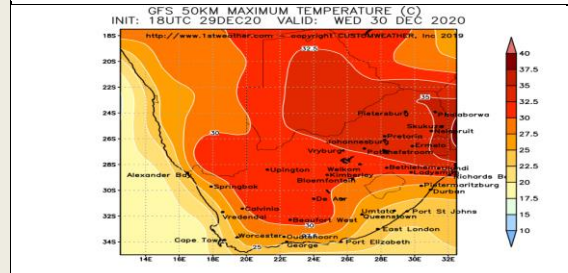 GFS 50KM MAXIMUM TEMPERATURE (C)
INIT: 18UTC 29DEC20 VALID: WED 30 DEC 2020
http://www.1stweather.com -- copyright CUSTOMWEATHER, Inc 2019
18S
20S
22S
24S
26S
28S
30S
32S
34S
14E 16E 18E 20E 22E 24E 26E 28E 30E 32E
32.5
35
30
30
25
Pietersburg
Phalaborwa
Skukuza
Nelspruit
Johannesburg
Pretoria
Ermelo
Vryburg
Potchefstroom
Welkom
Bethlehem
Ladysmith
Upington
Kimberley
Bloemfontein
Alexander Bay
Springbok
Richards
Pietermaritzburg
Durban
De Aar
Calvinia
Vredendal
Beaufort West
Umtata
Port St Johns
Queenstown
East London
Worcester
Oudtshoorn
Cape Town
George
Port Elizabeth
40
37.5
35
32.5
30
27.5
25
22.5
20
17.5
15
10